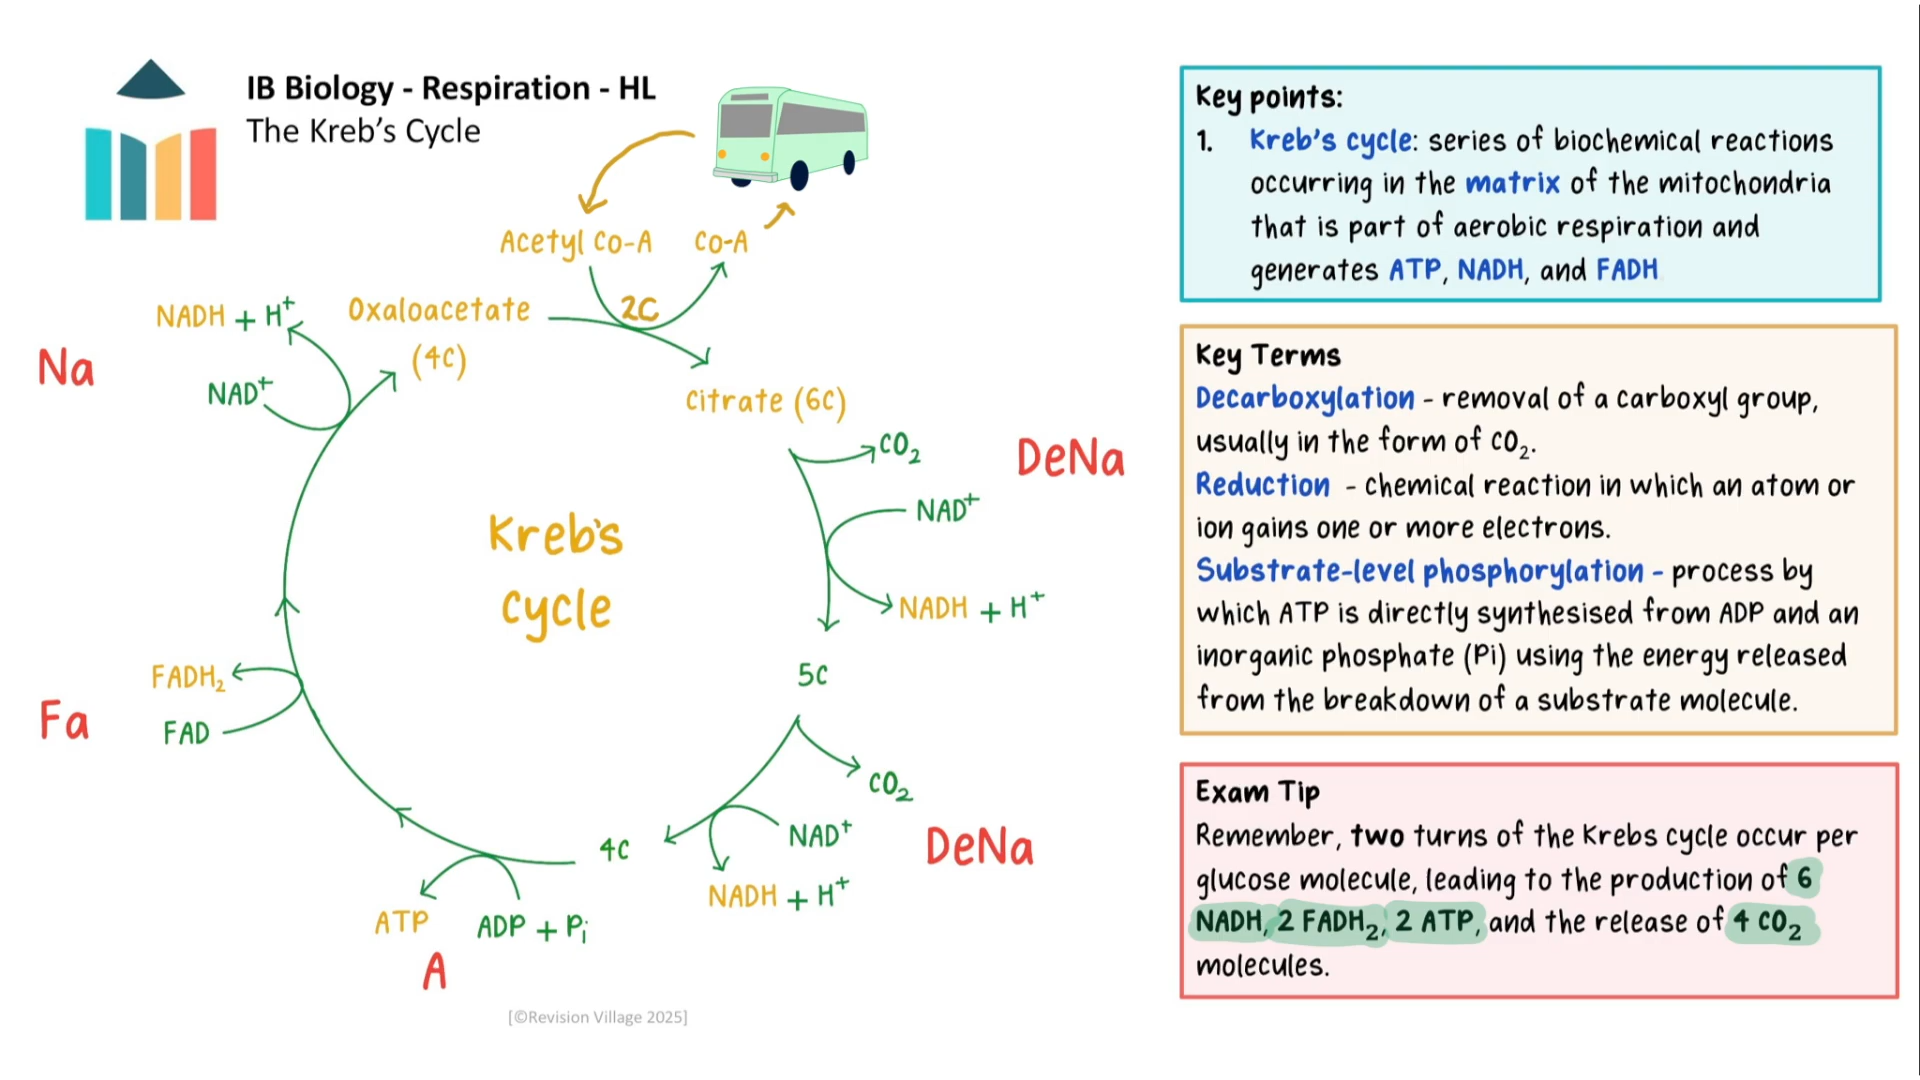 IB Biology - Respiration - HL
The Kreb's Cycle
Acetyl Co-A
Co-A
2C
Oxaloacetate
(4C)
NADH + H⁺
NAD⁺
Na
citrate (6C)
CO₂
DeNa
NAD⁺
NADH + H⁺
Kreb's
cycle
5C
FADH₂
Fa
FAD
CO₂
NAD⁺
DeNa
4C
NADH + H⁺
ATP
ADP + Pi
A
[©Revision Village 2025]
Key points:
1. Kreb's cycle: series of biochemical reactions
occurring in the matrix of the mitochondria
that is part of aerobic respiration and
generates ATP, NADH, and FADH
Key Terms
Decarboxylation - removal of a carboxyl group,
usually in the form of CO₂.
Reduction - chemical reaction in which an atom or
ion gains one or more electrons.
Substrate-level phosphorylation - process by
which ATP is directly synthesised from ADP and an
inorganic phosphate (Pi) using the energy released
from the breakdown of a substrate molecule.
Exam Tip
Remember, two turns of the Krebs cycle occur per
glucose molecule, leading to the production of 6
NADH, 2 FADH₂, 2 ATP, and the release of 4 CO₂
molecules.